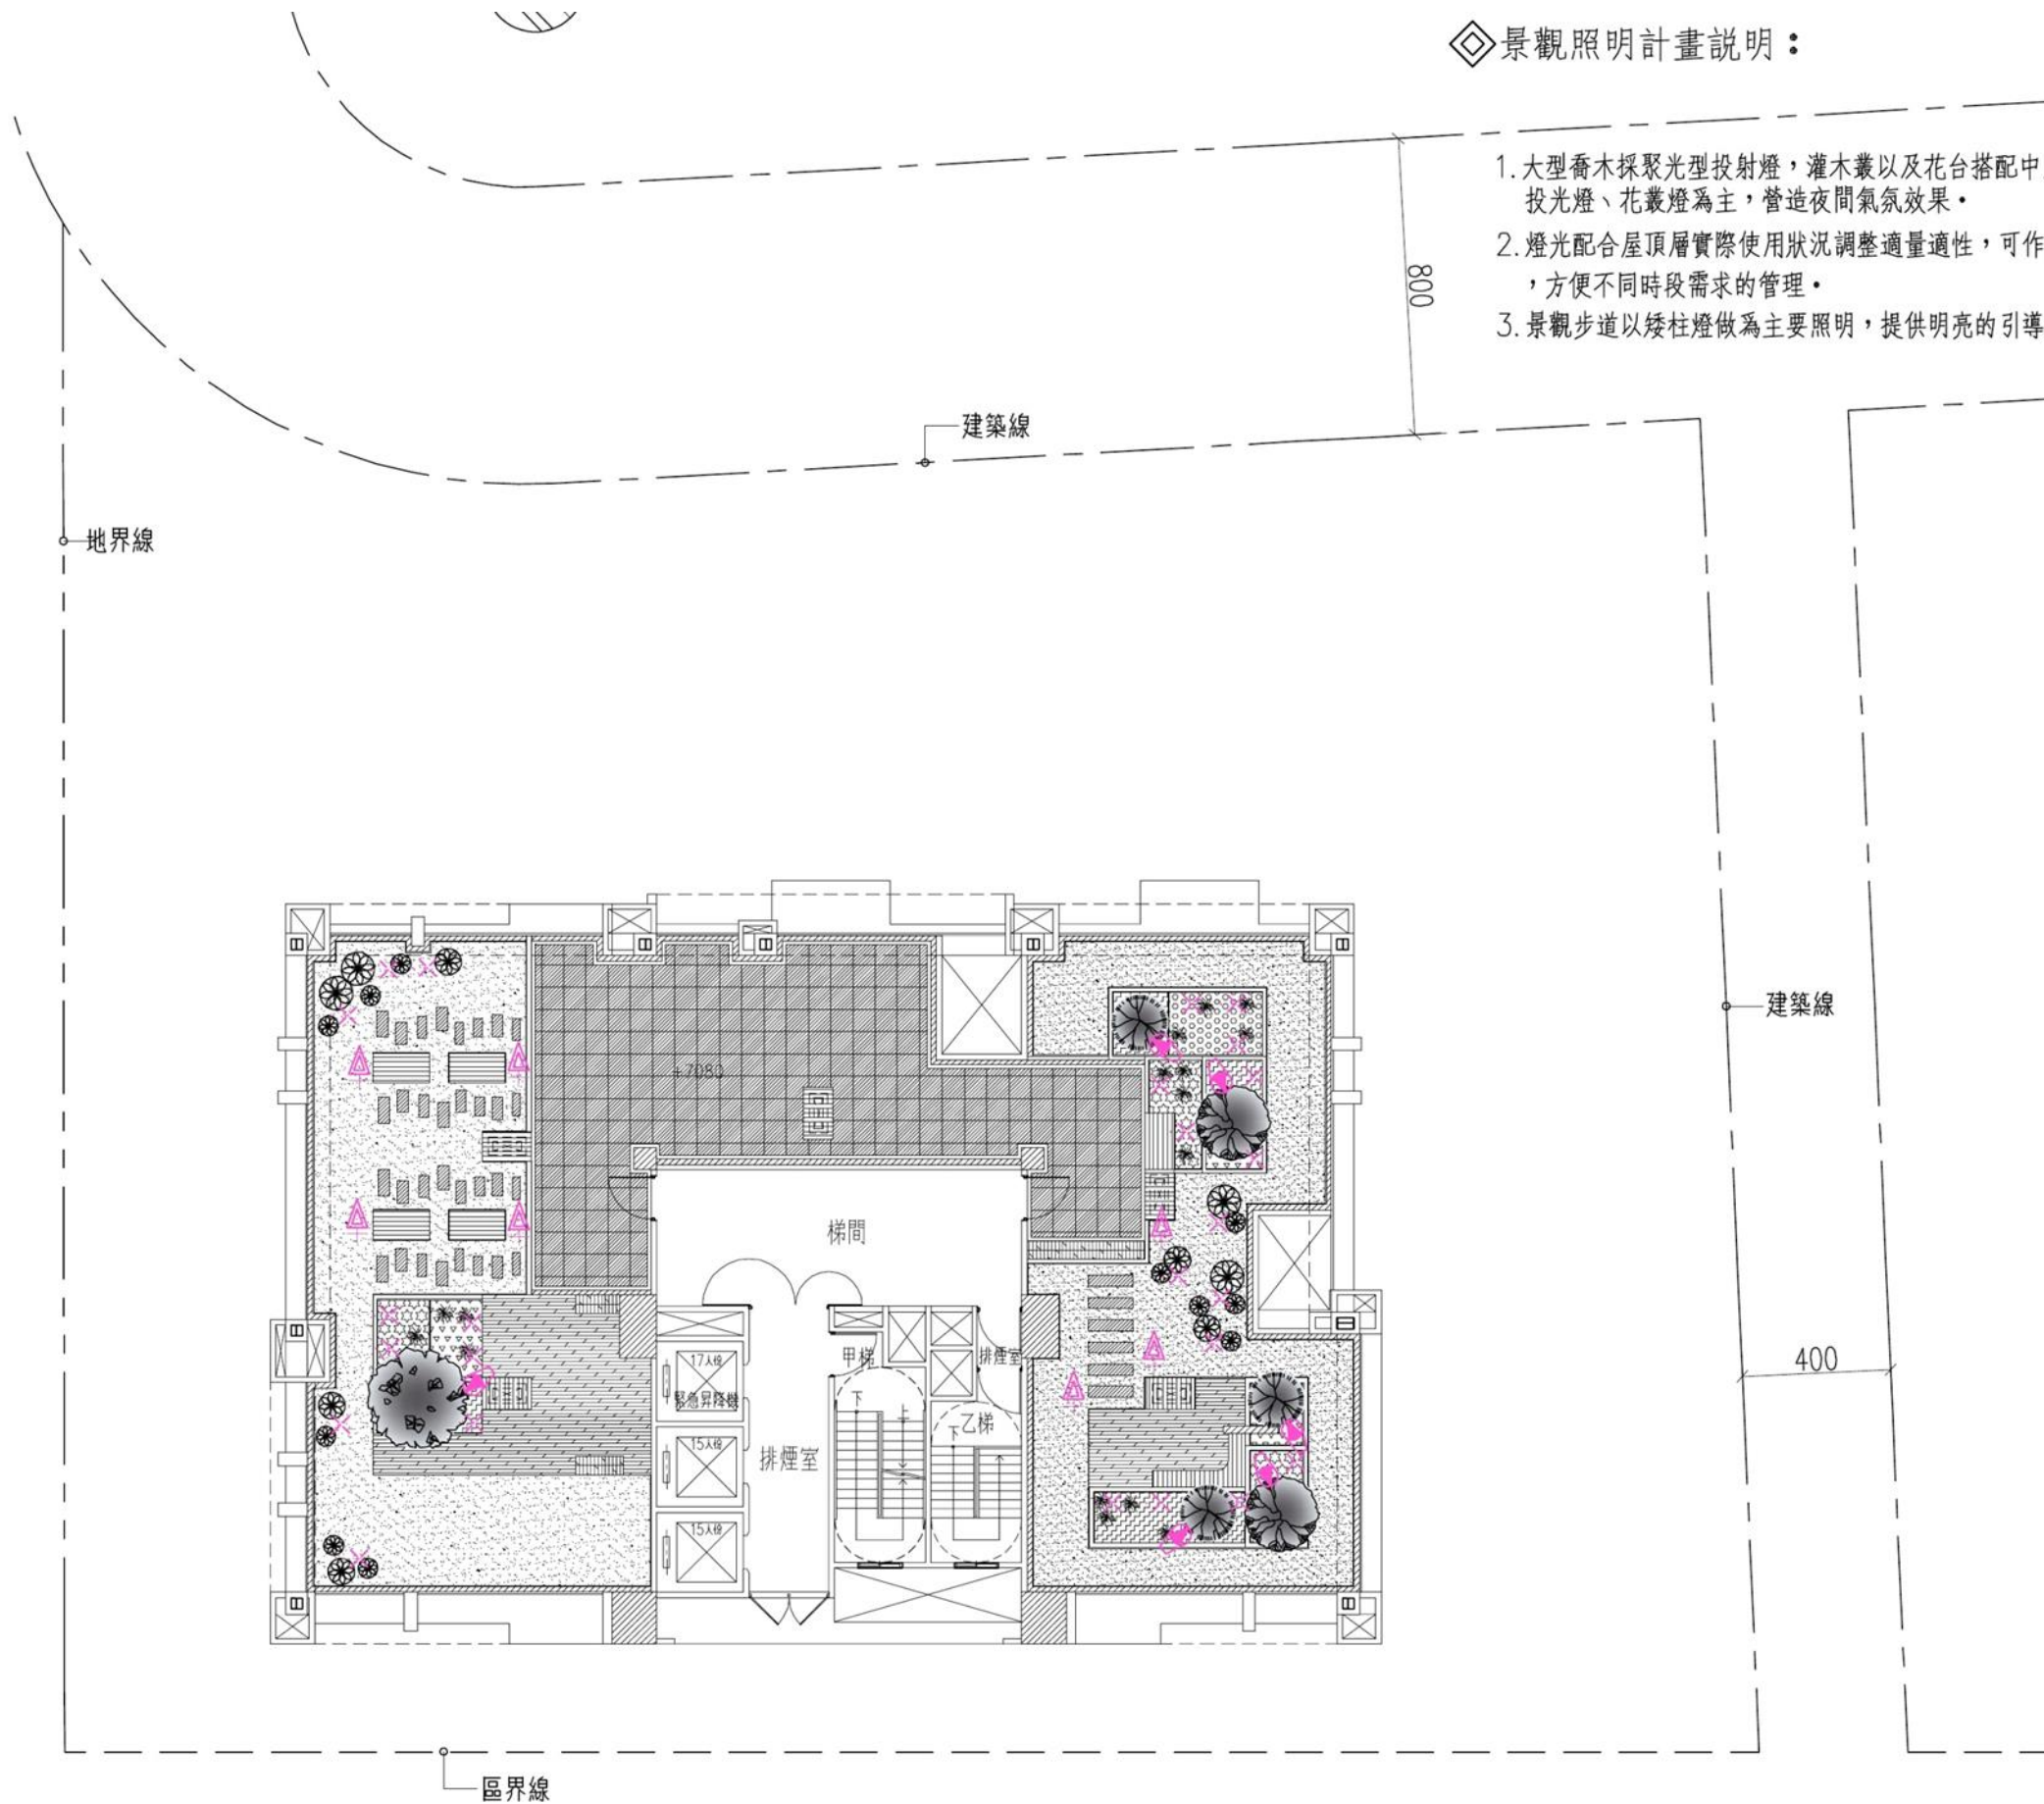 景觀照明計畫説明：
1.大型喬木採聚光型投射燈，灌木叢以及花台搭配中
投光燈、花叢燈為主，營造夜間氣氛效果。
2.燈光配合屋頂層實際使用狀況調整適量適性，可作
，方便不同時段需求的管理。
3.景觀步道以矮柱燈做為主要照明，提供明亮的引導
800
建築線
地界線
建築線
+7080
梯間
17人份
緊急昇降機
甲梯
排煙室
下
上
乙梯
下
15人份
排煙室
15人份
400
區界線